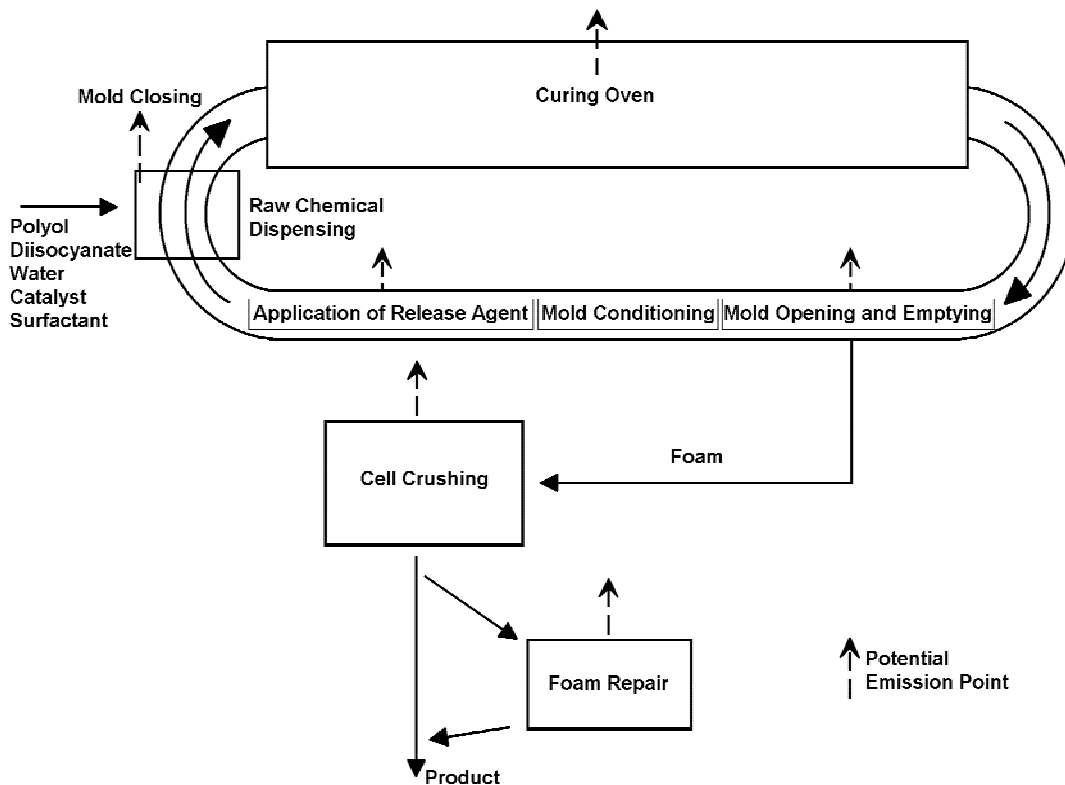 Curing Oven
Mold Closing
Raw Chemical
Dispensing
Polyol
Diisocyanate
Water
Catalyst
Surfactant
Application of Release Agent
Mold Conditioning
Mold Opening and Emptying
Cell Crushing
Foam
Foam Repair
Potential
Emission Point
Product